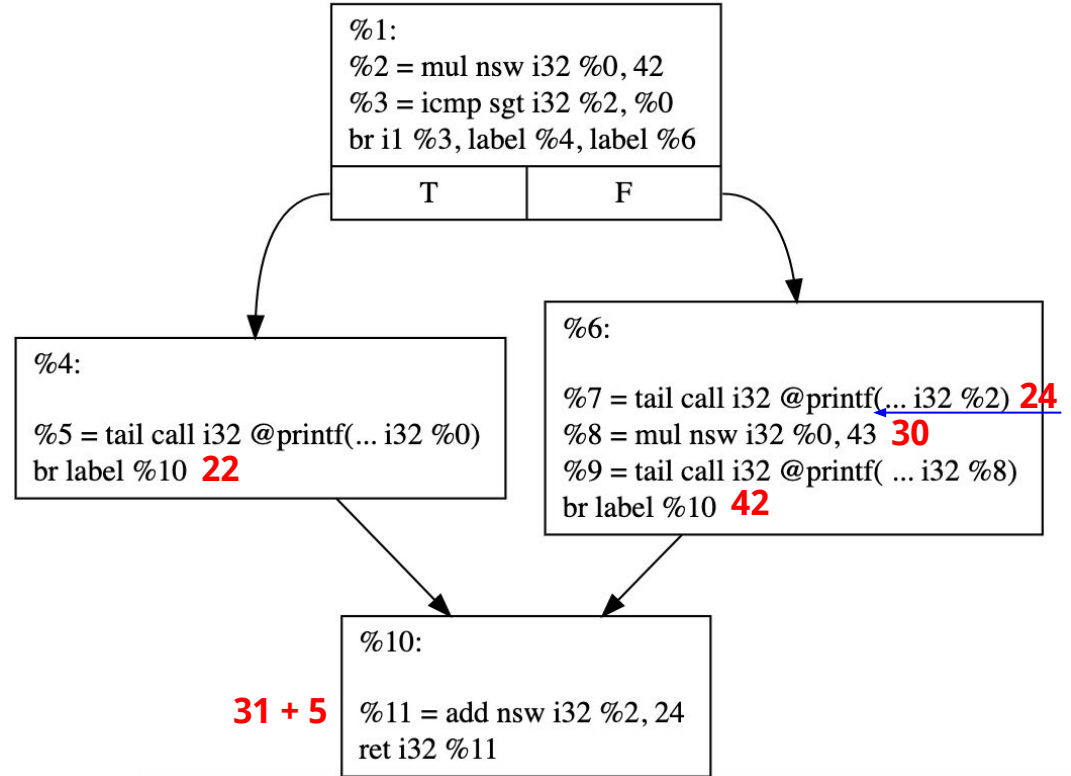 %1:
%2 = mul nsw i32 %0, 42
%3 = icmp sgt i32 %2, %0
br i1 %3, label %4, label %6
T F
%4:
%5 = tail call i32 @printf(... i32 %0)
br label %10 22
%6:
%7 = tail call i32 @printf(... i32 %2) 24
%8 = mul nsw i32 %0, 43 30
%9 = tail call i32 @printf( ... i32 %8)
br label %10 42
%10:
31 + 5 %11 = add nsw i32 %2, 24
ret i32 %11